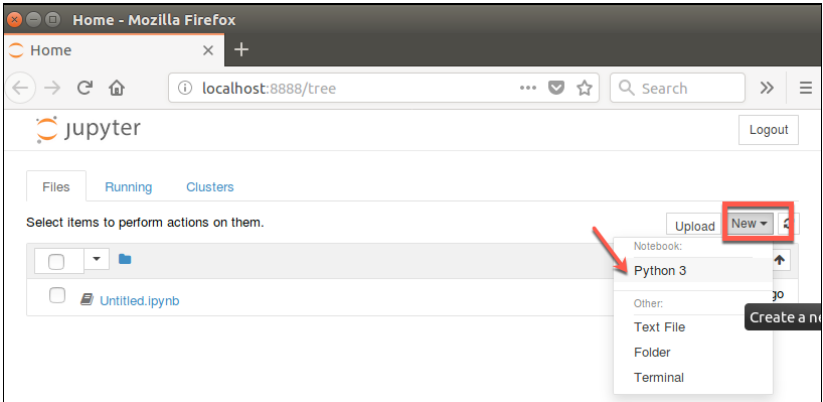 Home - Mozilla Firefox
Home
localhost:8888/tree
Search
jupyter
Logout
Files Running Clusters
Select items to perform actions on them.
Upload New
Notebook:
Python 3
Untitled.ipynb
Other:
go
Create a n
Text File
Folder
Terminal